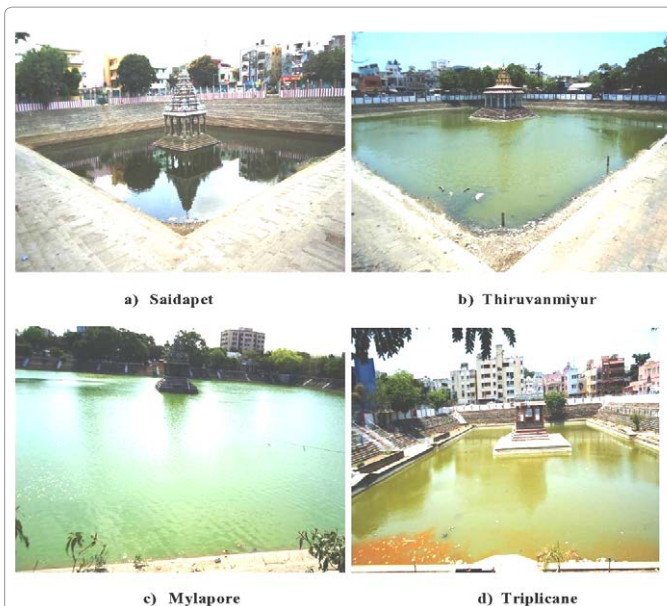 a) Saidapet
b) Thiruvanmiyur
c) Mylapore
d) Triplicane